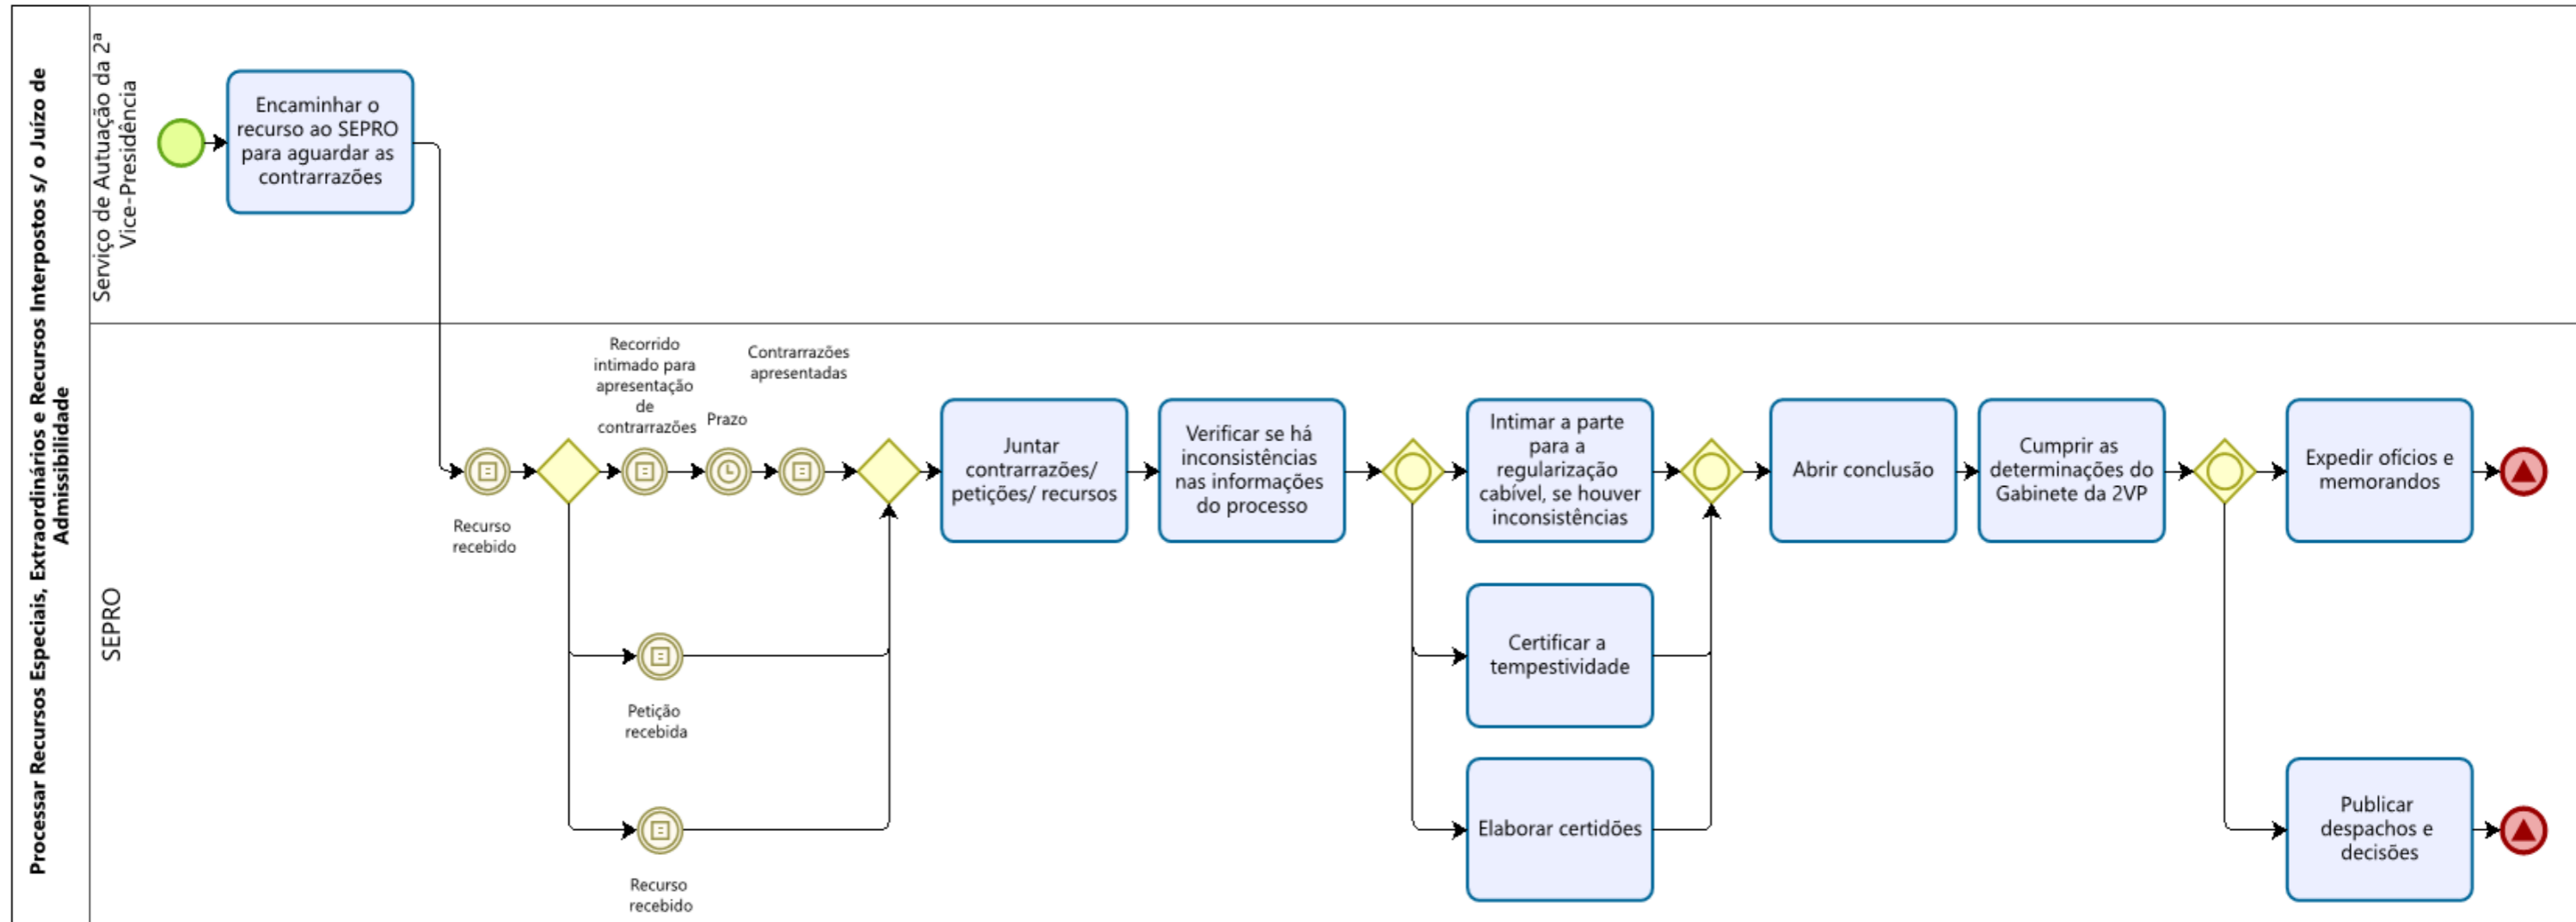 Processar Recursos Especiais, Extraordinários e Recursos Interpostos s/ o Juízo de
Admissibilidade
Serviço de Autuação da 2ª
Vice-Presidência
Encaminhar o
recurso ao SEPRO
para aguardar as
contrarrazões
SEPRO
Recurso
recebido
Recorrido
intimado para
apresentação
de
contrarrazões
Prazo
Contrarrazões
apresentadas
Petição
recebida
Recurso
recebido
Juntar
contrarrazões/
petições/ recursos
Verificar se há
inconsistências
nas informações
do processo
Intimar a parte
para a
regularização
cabível, se houver
inconsistências
Certificar a
tempestividade
Elaborar certidões
Abrir conclusão
Cumprir as
determinações do
Gabinete da 2VP
Expedir ofícios e
memorandos
Publicar
despachos e
decisões